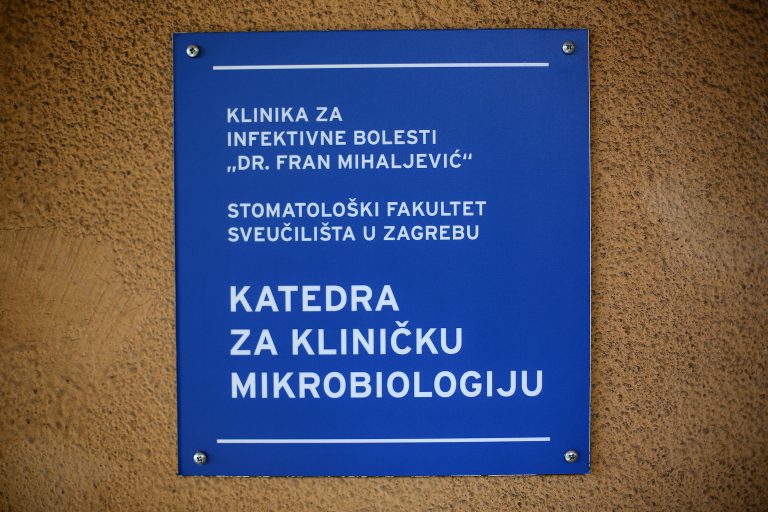 KLINIKA ZA
INFEKTIVNE BOLESTI
„DR. FRAN MIHALJEVIĆ“
STOMATOLOŠKI FAKULTET
SVEUČILIŠTA U ZAGREBU
KATEDRA
ZA KLINIČKU
MIKROBIOLOGIJU